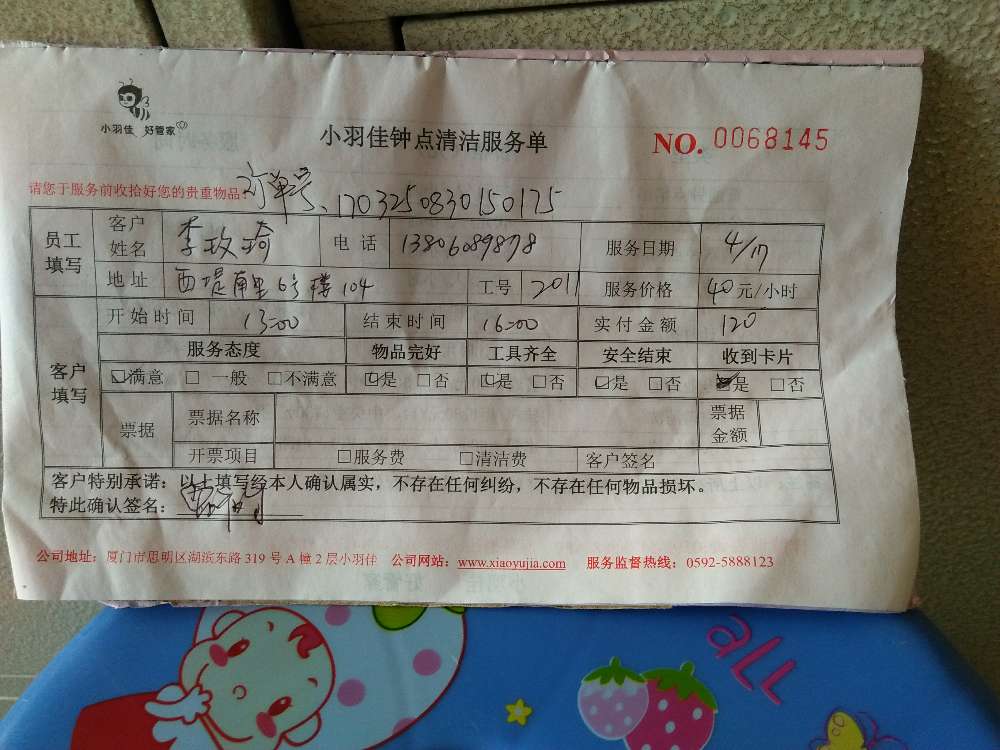 小羽佳 好管家
小羽佳钟点清洁服务单
NO. 0068145
请您于服务前收拾好您的贵重物品!
订单号、1703250830150175
员工填写 客户姓名 李玫琦 电话 13806089878 服务日期 4/17
地址 西堤南里6号楼104 工号 2011 服务价格 40元/小时
客户填写 开始时间 13:00 结束时间 16:00 实付金额 120
服务态度 物品完好 工具齐全 安全结束 收到卡片
☑满意 □一般 □不满意 ☑是 □否 ☑是 □否 ☑是 □否 ☑是 □否
票据 票据名称 票据金额
开票项目 □服务费 □清洁费 客户签名
客户特别承诺：以上填写经本人确认属实，不存在任何纠纷，不存在任何物品损坏。
特此确认签名：
公司地址：厦门市思明区湖滨东路319号A幢2层小羽佳 公司网站：www.xiaoyujia.com 服务监督热线：0592-5888123
ALL